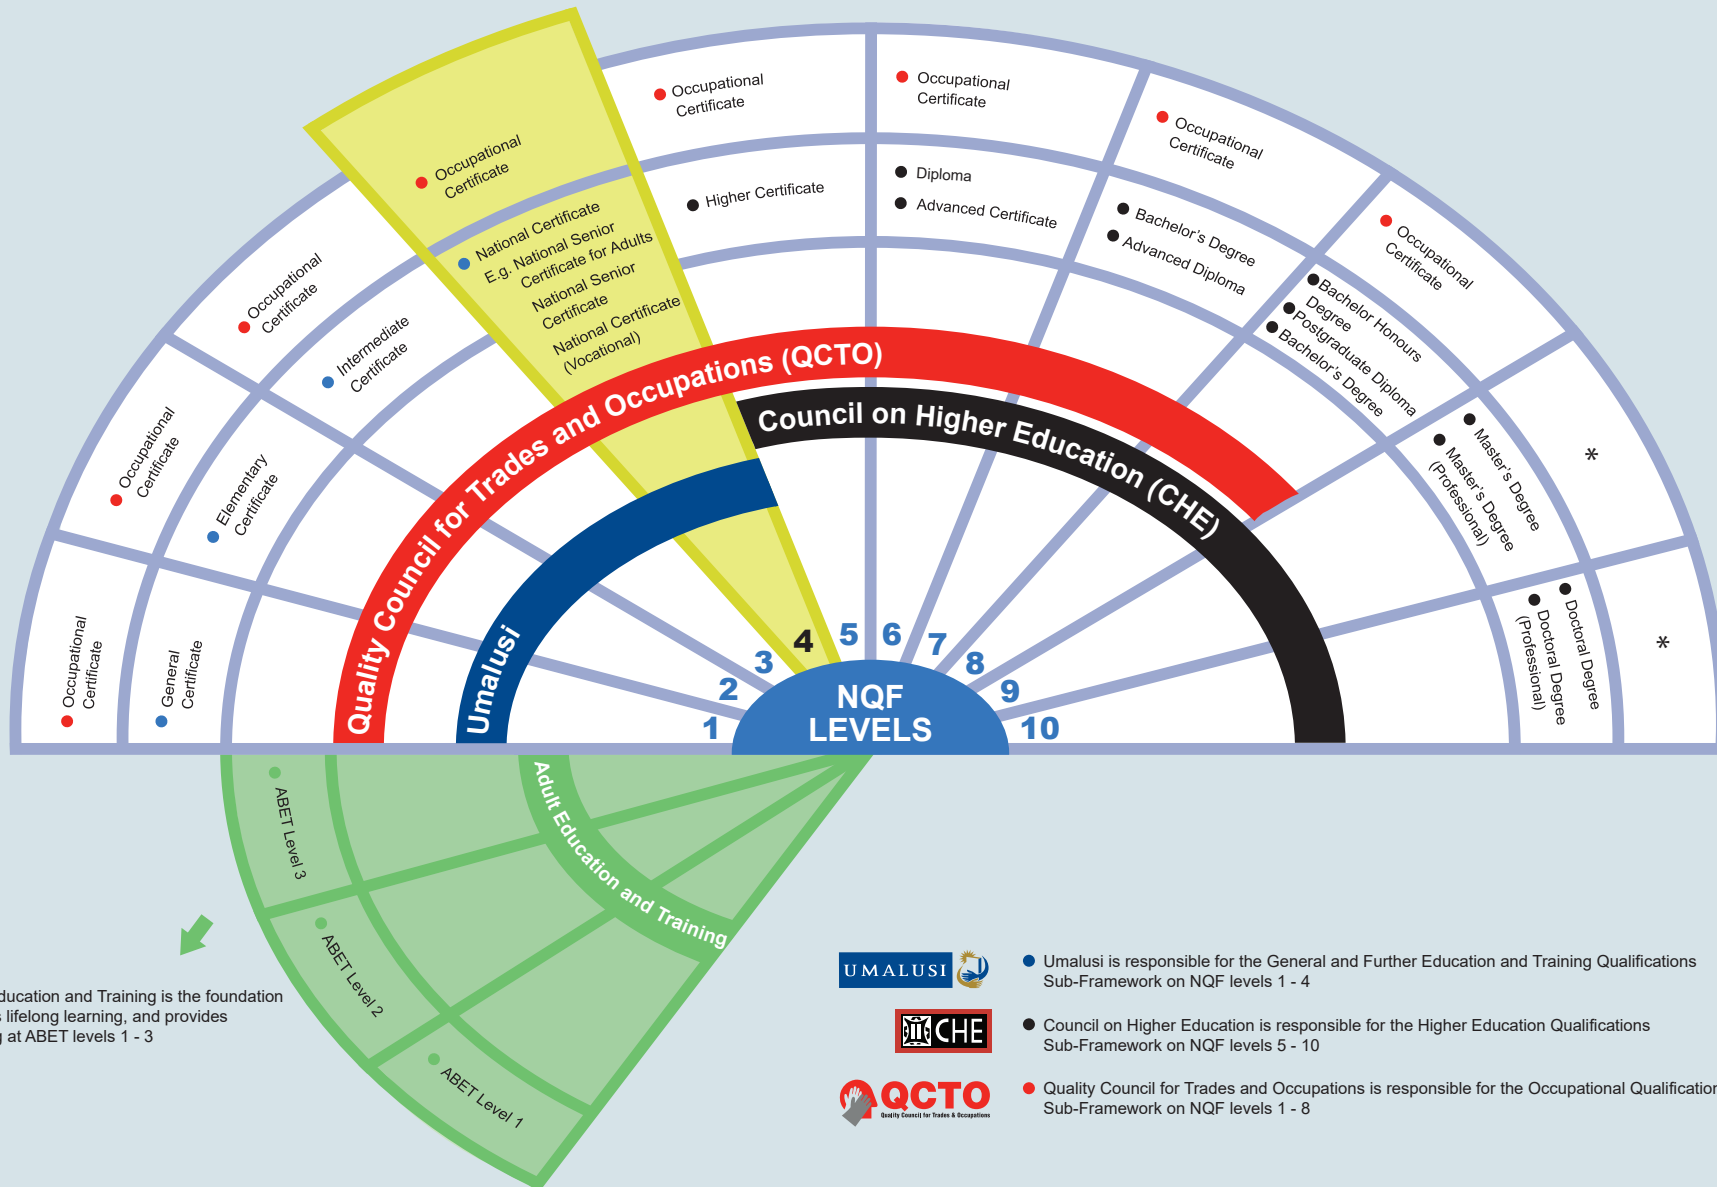 Occupational
Certificate
General
Certificate
Occupational
Certificate
Elementary
Certificate
Occupational
Certificate
Intermediate
Certificate
Occupational
Certificate
National Certificate
E.g. National Senior
Certificate for Adults
National Senior
Certificate
National Certificate
(Vocational)
Occupational
Certificate
Higher Certificate
Occupational
Certificate
Diploma
Advanced Certificate
Occupational
Certificate
Bachelor's Degree
Advanced Diploma
Occupational
Certificate
Bachelor Honours
Degree
Postgraduate Diploma
Bachelor's Degree
*
Master's Degree
Master's Degree
(Professional)
*
Doctoral Degree
Doctoral Degree
(Professional)
Quality Council for Trades and Occupations (QCTO)
Council on Higher Education (CHE)
Umalusi
1
2
3
4
5
6
7
8
9
10
NQF
LEVELS
Adult Education and Training
ABET Level 3
ABET Level 2
ABET Level 1
ducation and Training is the foundation
s lifelong learning, and provides
g at ABET levels 1 - 3
UMALUSI
Umalusi is responsible for the General and Further Education and Training Qualifications
Sub-Framework on NQF levels 1 - 4
CHE
Council on Higher Education is responsible for the Higher Education Qualifications
Sub-Framework on NQF levels 5 - 10
QCTO
Quality Council for Trades & Occupations
Quality Council for Trades and Occupations is responsible for the Occupational Qualification
Sub-Framework on NQF levels 1 - 8